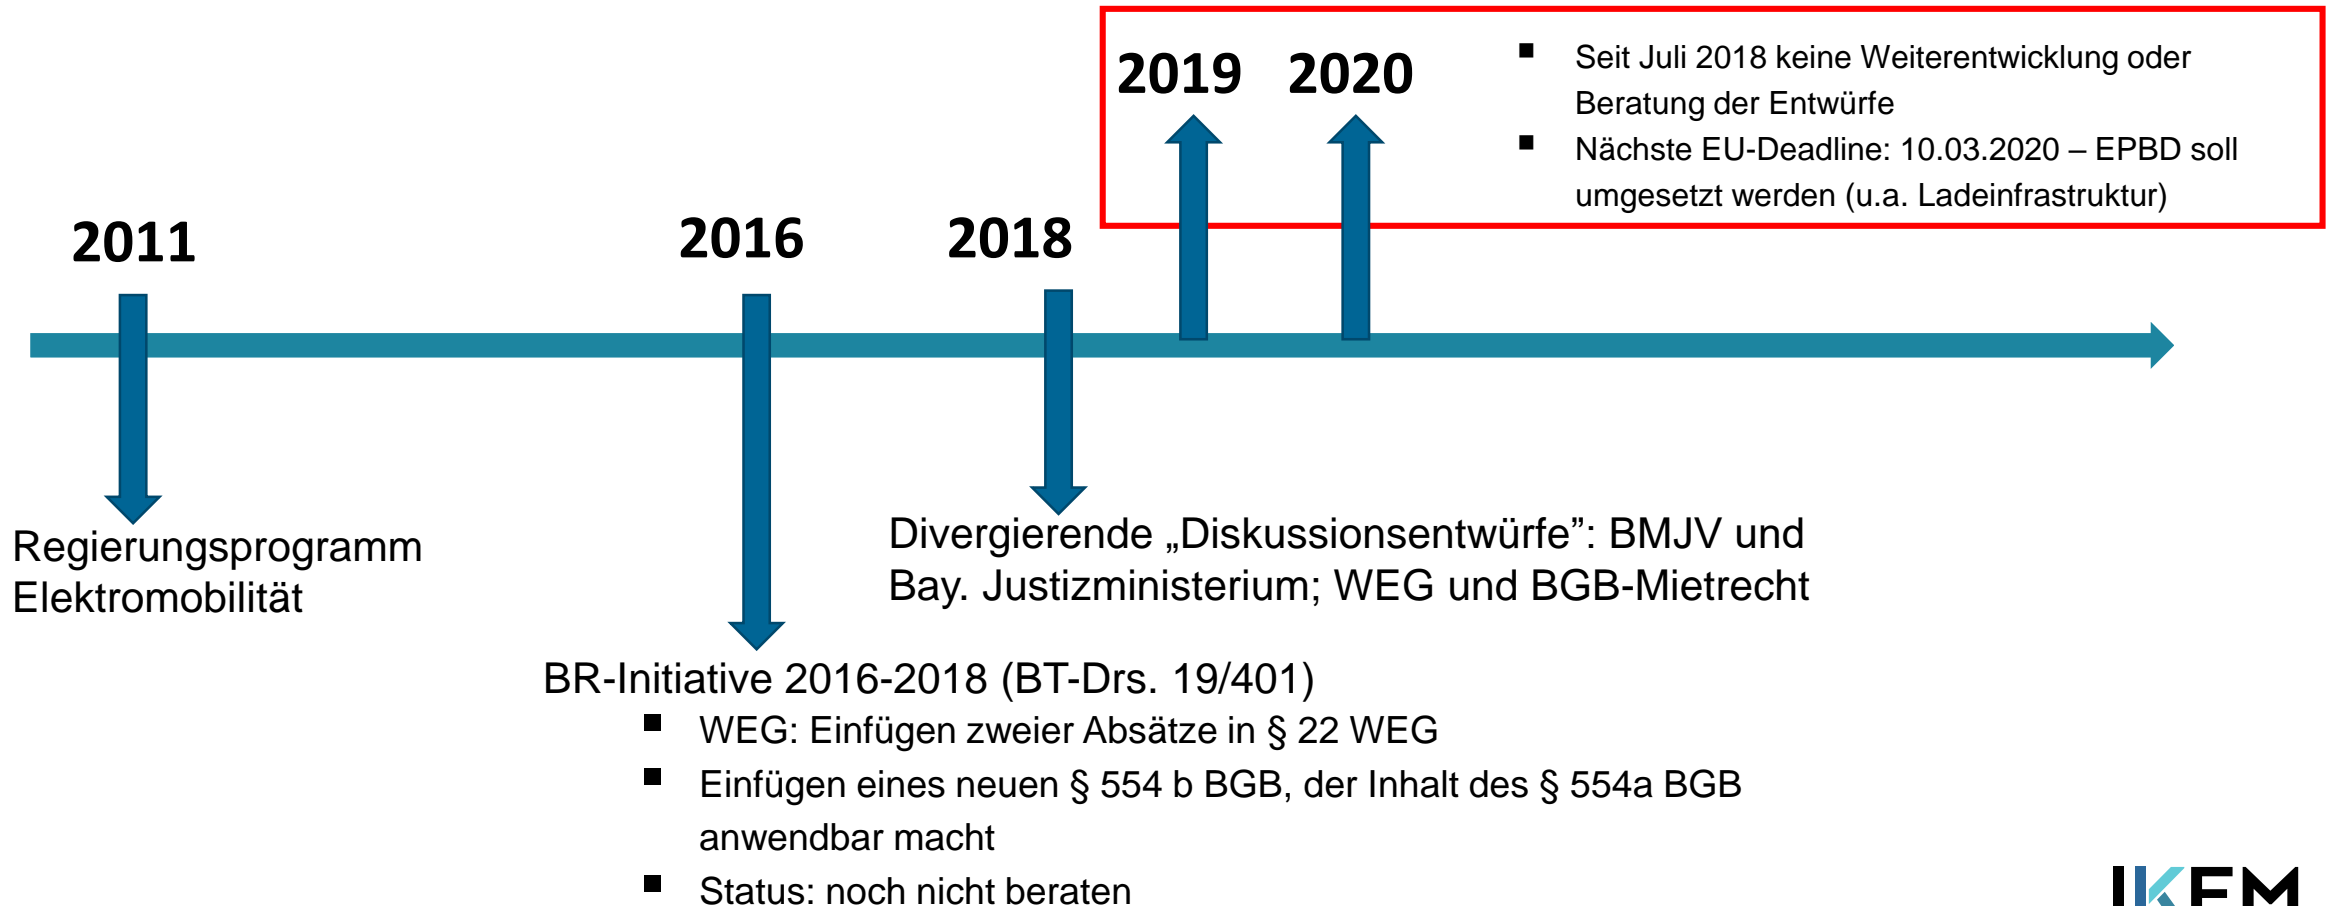 2019 2020
Seit Juli 2018 keine Weiterentwicklung oder
Beratung der Entwürfe
Nächste EU-Deadline: 10.03.2020 – EPBD soll
umgesetzt werden (u.a. Ladeinfrastruktur)
2011 2016 2018
Regierungsprogramm
Elektromobilität
Divergierende „Diskussionsentwürfe”: BMJV und
Bay. Justizministerium; WEG und BGB-Mietrecht
BR-Initiative 2016-2018 (BT-Drs. 19/401)
WEG: Einfügen zweier Absätze in § 22 WEG
Einfügen eines neuen § 554 b BGB, der Inhalt des § 554a BGB
anwendbar macht
Status: noch nicht beraten
IKEM